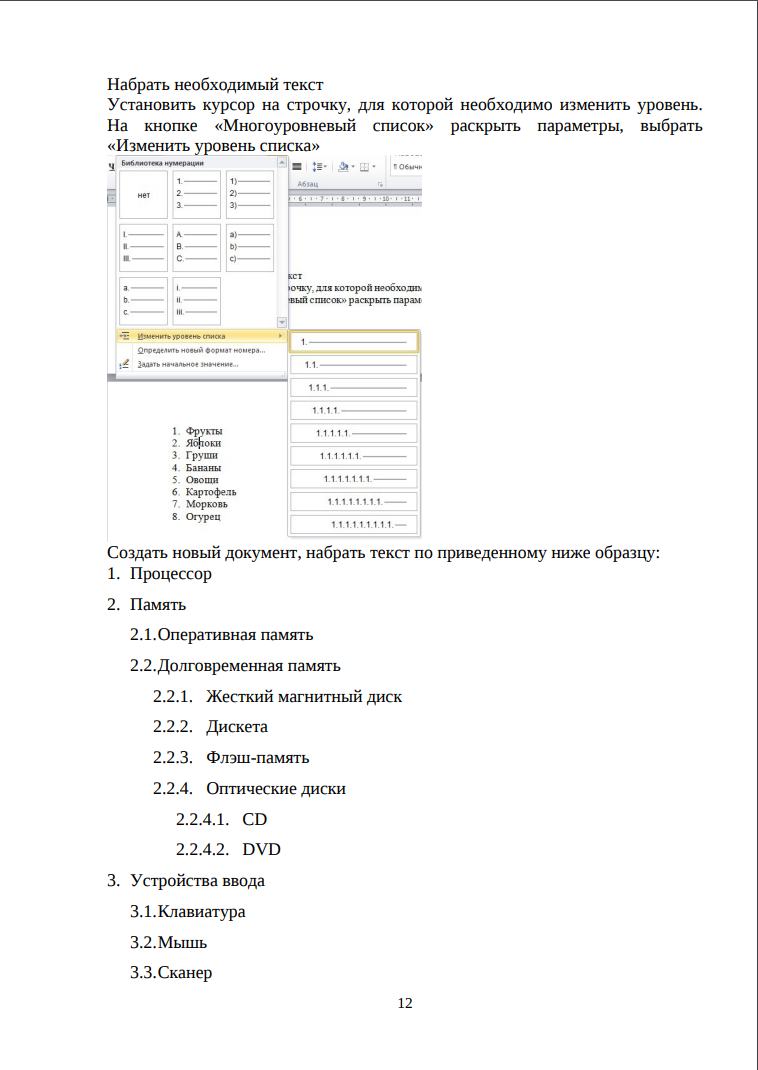 Набрать необходимый текст
Установить курсор на строчку, для которой необходимо изменить уровень.
На кнопке «Многоуровневый список» раскрыть параметры, выбрать
«Изменить уровень списка»
Библиотека нумерации
нет
1.
2.
3.
1)
2)
3)
I.
II.
III.
A.
B.
C.
a)
b)
c)
a.
b.
c.
i.
ii.
iii.
Абзац
¶ Обычн
6 7 8 9 10 11
кст
рочку, для которой необходим
вый список» раскрыть парам
Изменить уровень списка
Определить новый формат номера...
Задать начальное значение...
1.
1.1.
1.1.1.
1.1.1.1.
1.1.1.1.1.
1.1.1.1.1.1.
1.1.1.1.1.1.1.
1.1.1.1.1.1.1.1.
1.1.1.1.1.1.1.1.1.
1. Фрукты
2. Яблоки
3. Груши
4. Бананы
5. Овощи
6. Картофель
7. Морковь
8. Огурец
Создать новый документ, набрать текст по приведенному ниже образцу:
1. Процессор
2. Память
2.1.Оперативная память
2.2.Долговременная память
2.2.1. Жесткий магнитный диск
2.2.2. Дискета
2.2.3. Флэш-память
2.2.4. Оптические диски
2.2.4.1. CD
2.2.4.2. DVD
3. Устройства ввода
3.1.Клавиатура
3.2.Мышь
3.3.Сканер
12